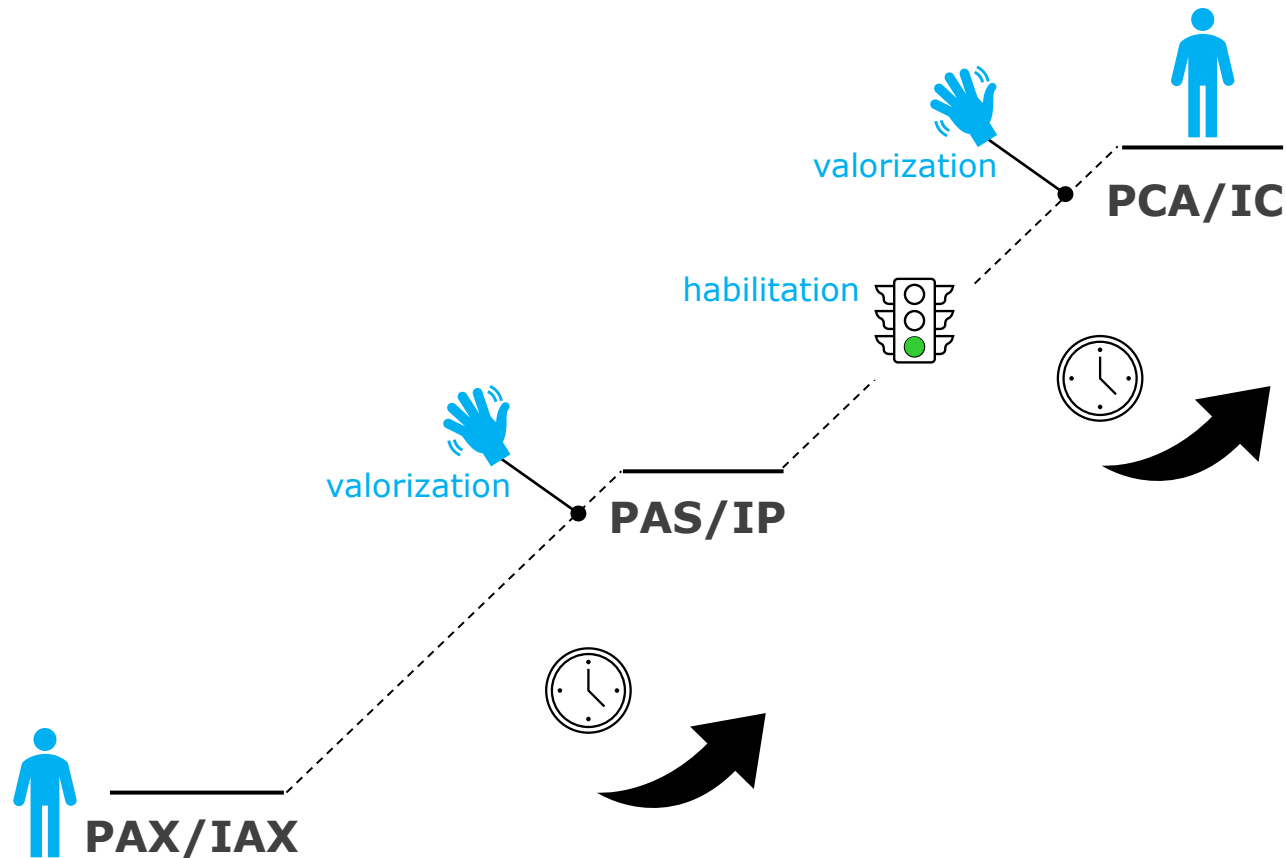 valorization
PCA/IC
habilitation
valorization
PAS/IP
PAX/IAX